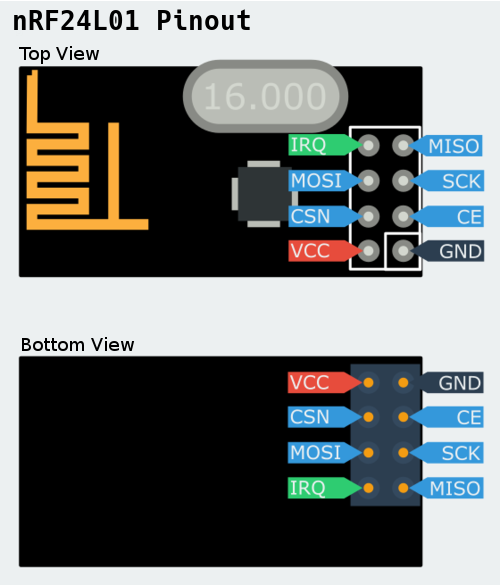 nRF24L01 Pinout
Top View
16.000
IRQ MISO
MOSI SCK
CSN CE
VCC GND
Bottom View
VCC GND
CSN CE
MOSI SCK
IRQ MISO